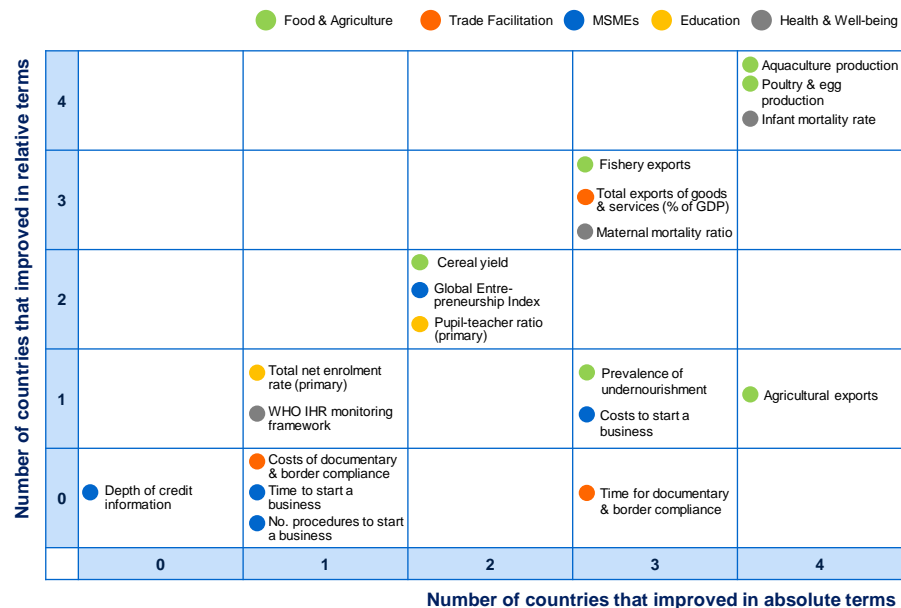 Food & Agriculture
Trade Facilitation
MSMEs
Education
Health & Well-being
Number of countries that improved in relative terms
4
Aquaculture production
Poultry & egg
production
Infant mortality rate
3
Fishery exports
Total exports of goods
& services (% of GDP)
Maternal mortality ratio
2
Cereal yield
Global Entre-
preneurship Index
Pupil-teacher ratio
(primary)
1
Total net enrolment
rate (primary)
WHO IHR monitoring
framework
Prevalence of
undernourishment
Costs to start a
business
Agricultural exports
0
Depth of credit
information
Costs of documentary
& border compliance
Time to start a
business
No. procedures to start
a business
Time for documentary
& border compliance
0
1
2
3
4
Number of countries that improved in absolute terms